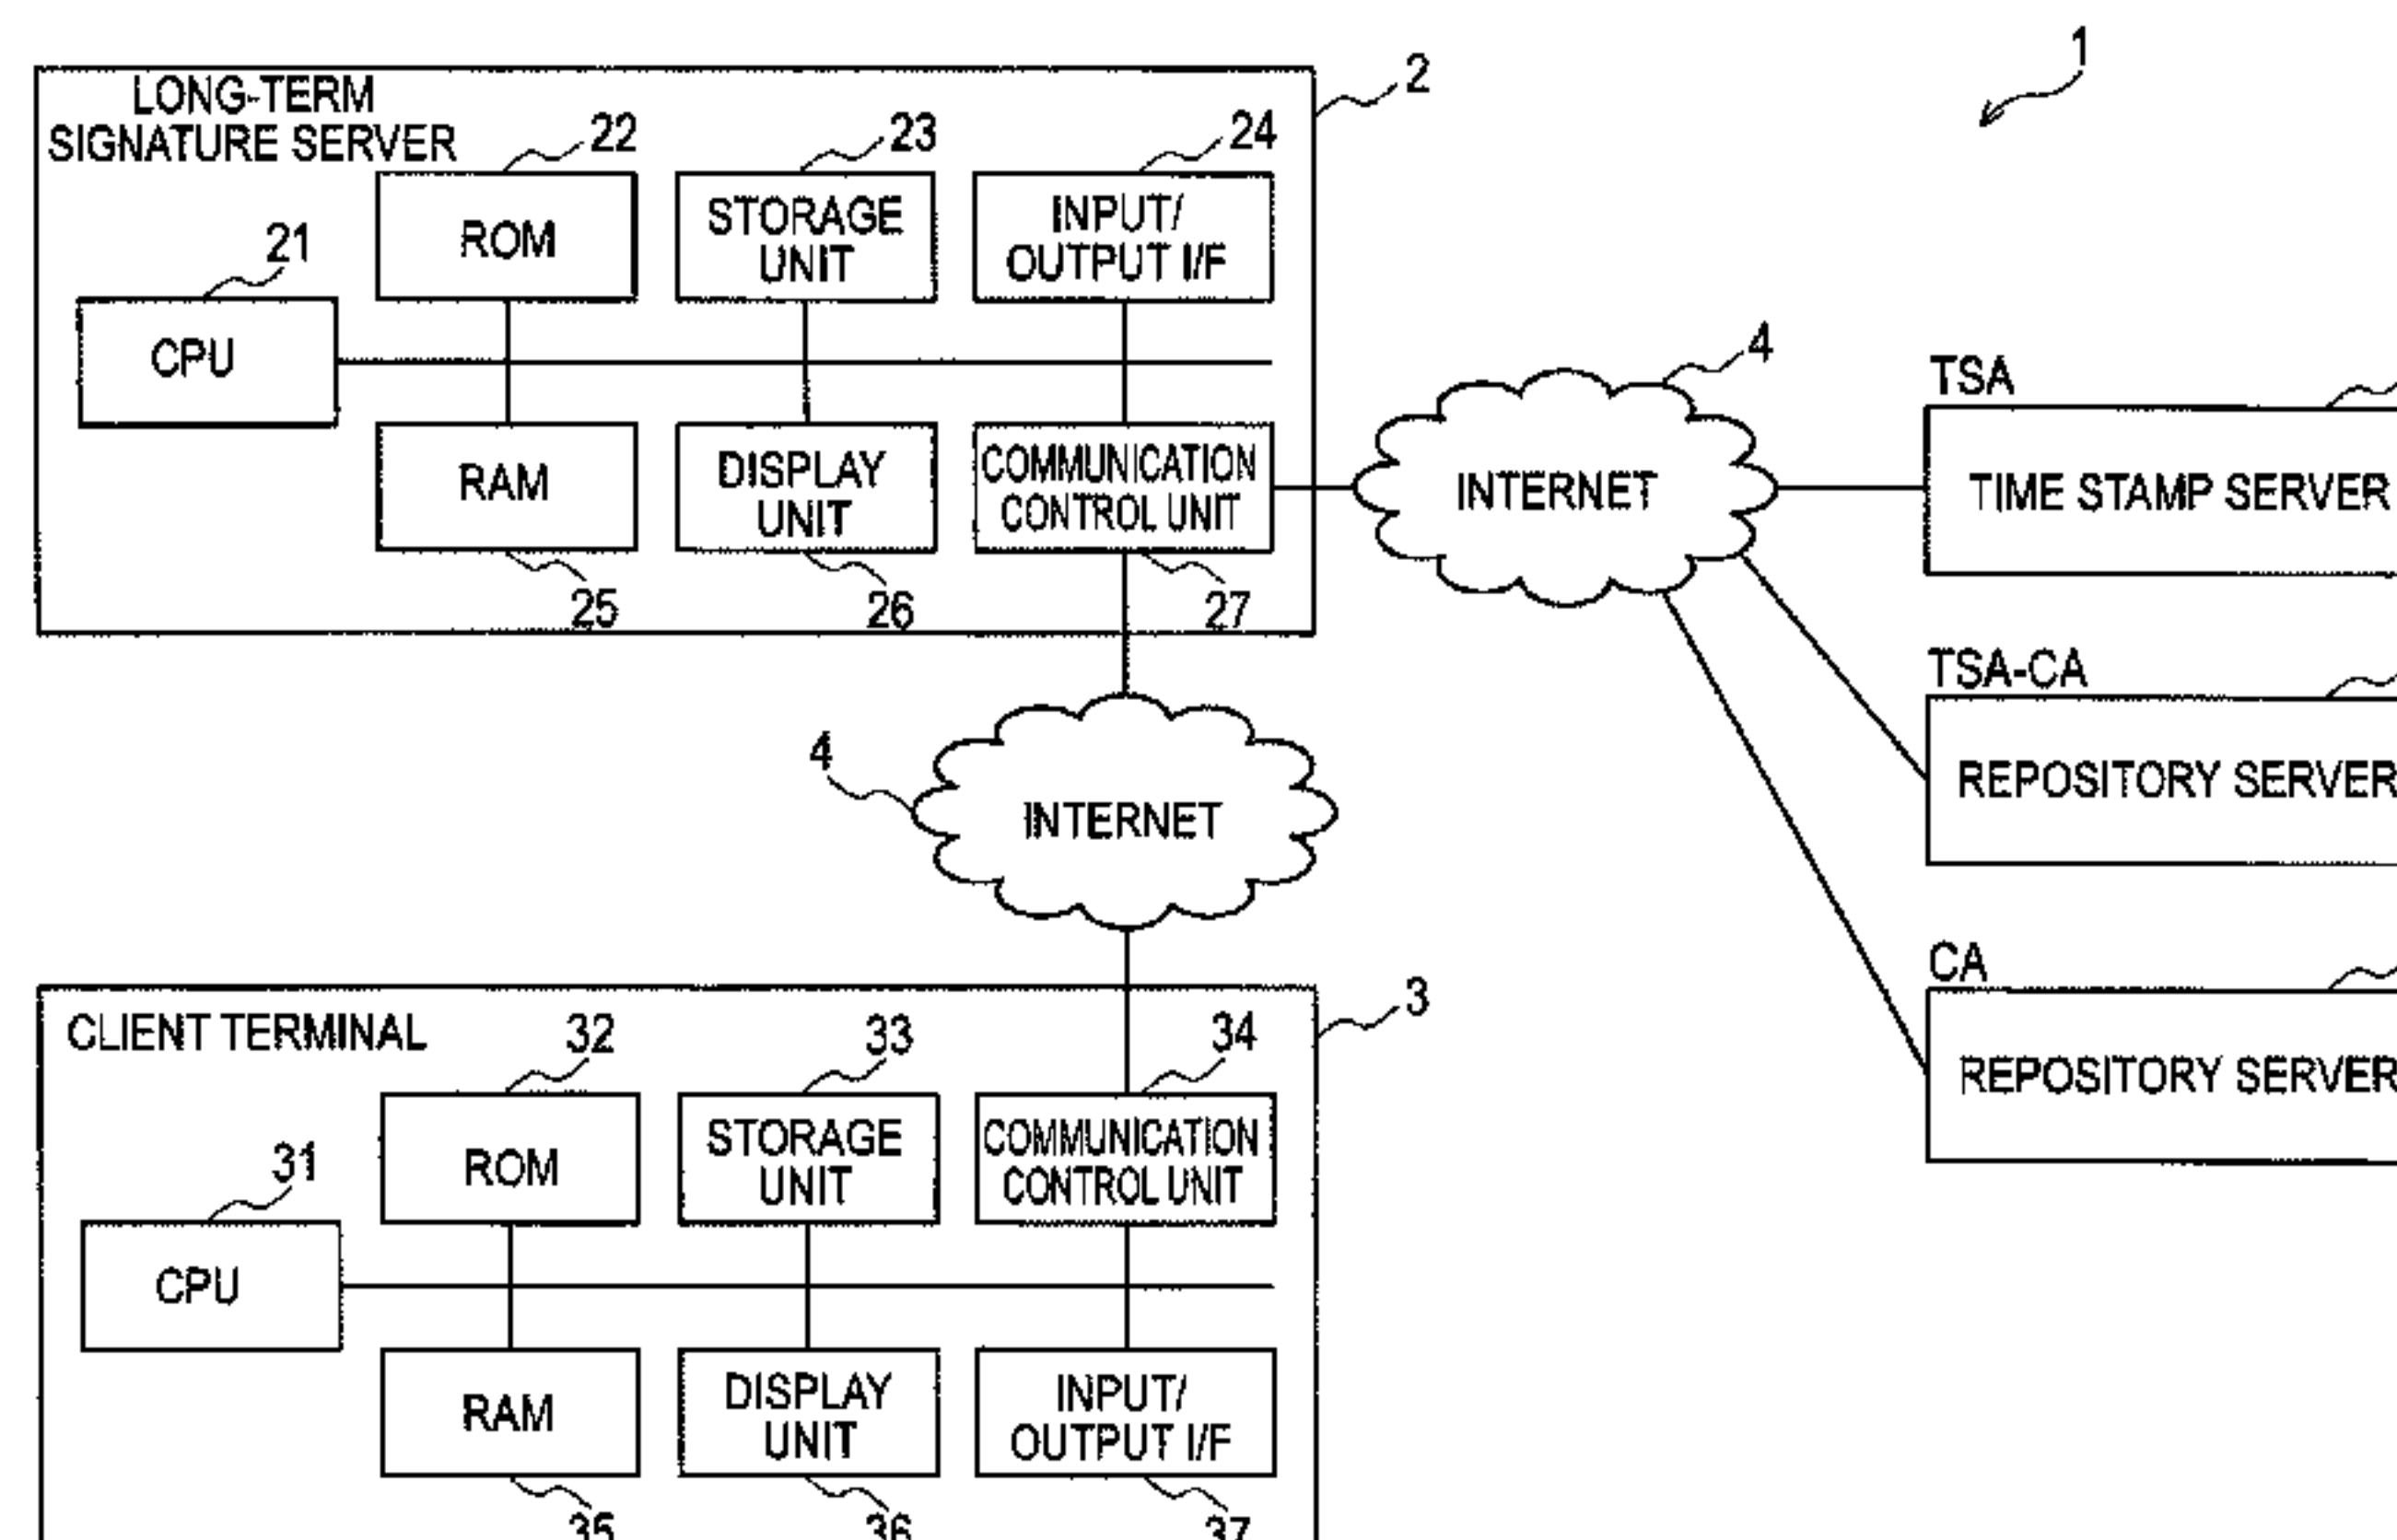 1
2
LONG-TERM
SIGNATURE SERVER
22
23
24
ROM
STORAGE
UNIT
INPUT/
OUTPUT I/F
21
CPU
RAM
DISPLAY
UNIT
COMMUNICATION
CONTROL UNIT
25
26
27
4
INTERNET
TSA
TIME STAMP SERVER
TSA-CA
REPOSITORY SERVER
CA
REPOSITORY SERVER
4
INTERNET
3
CLIENT TERMINAL
32
33
34
ROM
STORAGE
UNIT
COMMUNICATION
CONTROL UNIT
31
CPU
RAM
DISPLAY
UNIT
INPUT/
OUTPUT I/F
35
36
37